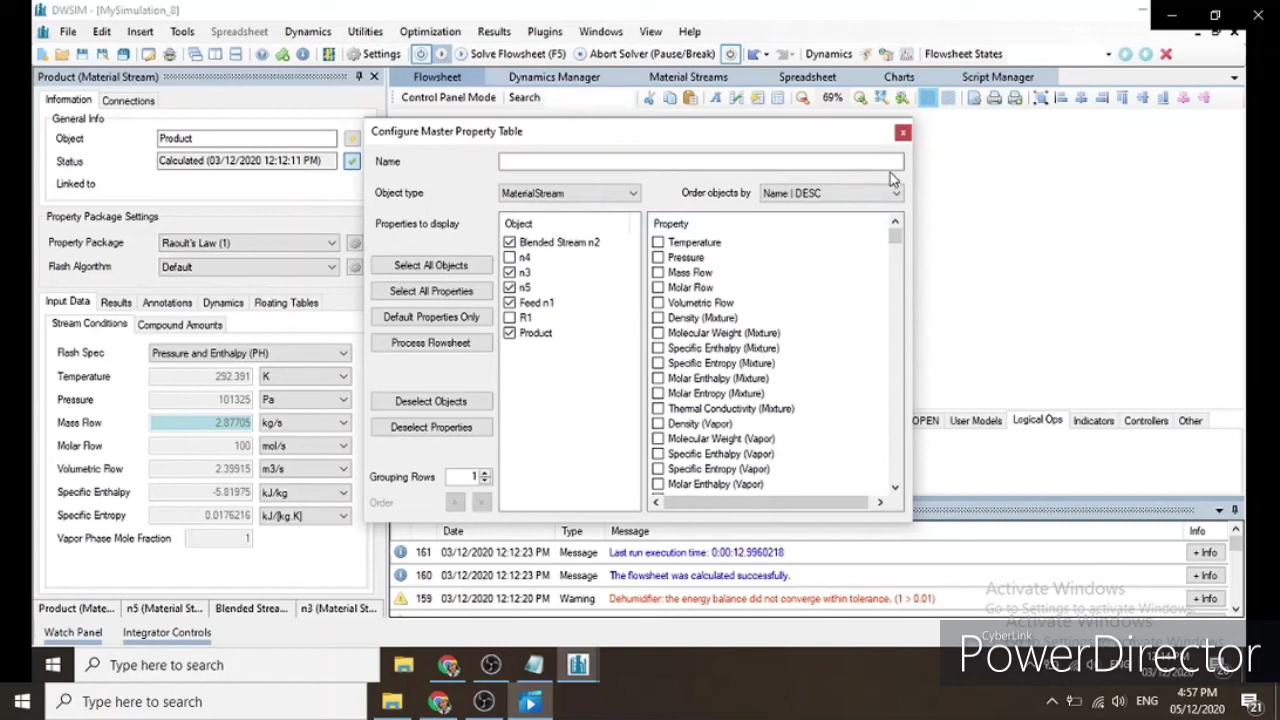 DWSIM - [MySimulation_8]
File Edit Insert Tools Utilities Spreadsheet Dynamics Optimization Results Plugins Windows View Help
Settings Solve Flowsheet (F5) Abort Solver (Pause/Break) Dynamics Flowsheet States
Product (Material Stream)
Flowsheet Dynamics Manager Material Streams Spreadsheet Charts Script Manager
Information Connections
Control Panel Mode Search 69%
General Info
Object Product
Status Calculated (03/12/2020 12:12:11 PM)
Linked to
Property Package Settings
Property Package Raoult's Law (1)
Flash Algorithm Default
Input Data Results Annotations Dynamics Floating Tables
Stream Conditions Compound Amounts
Flash Spec Pressure and Enthalpy (PH)
Temperature 292.391 K
Pressure 101325 Pa
Mass Flow 2.87705 kg/s
Molar Flow 100 mol/s
Volumetric Flow 2.39915 m3/s
Specific Enthalpy -5.81975 kJ/kg
Specific Entropy 0.0176216 kJ/[kg.K]
Vapor Phase Mole Fraction 1
Configure Master Property Table
Name
Object type MaterialStream Order objects by Name | DESC
Properties to display
Select All Objects
Select All Properties
Default Properties Only
Process Flowsheet
Deselect Objects
Deselect Properties
Grouping Rows 1
Order
Object
Blended Stream n2
n4
n3
n5
Feed n1
R1
Product
Property
Temperature
Pressure
Mass Flow
Molar Flow
Volumetric Flow
Density (Mixture)
Molecular Weight (Mixture)
Specific Enthalpy (Mixture)
Specific Entropy (Mixture)
Molar Enthalpy (Mixture)
Molar Entropy (Mixture)
Thermal Conductivity (Mixture)
Density (Vapor)
Molecular Weight (Vapor)
Specific Enthalpy (Vapor)
Specific Entropy (Vapor)
Molar Enthalpy (Vapor)
OPEN User Models Logical Ops Indicators Controllers Other
Date Type Message Info
161 03/12/2020 12:12:23 PM Message Last run execution time: 0:00:12.9960218 + Info
160 03/12/2020 12:12:23 PM Message The flowsheet was calculated successfully. + Info
159 03/12/2020 12:12:20 PM Warning Dehumidifier: the energy balance did not converge within tolerance. (1 > 0.01) + Info
Product (Mate... n5 (Material St... Blended Strea... n3 (Material St...
Watch Panel Integrator Controls
Activate Windows
Go to Settings to activate Windows.
Activate Windows
CyberLink
PowerDirector
Type here to search
03/12/2020
Type here to search
ENG 4:57 PM
05/12/2020
21